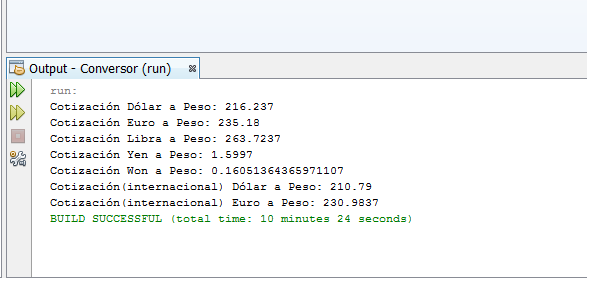 Output - Conversor (run)
run:
Cotización Dólar a Peso: 216.237
Cotización Euro a Peso: 235.18
Cotización Libra a Peso: 263.7237
Cotización Yen a Peso: 1.5997
Cotización Won a Peso: 0.16051364365971107
Cotización(internacional) Dólar a Peso: 210.79
Cotización(internacional) Euro a Peso: 230.9837
BUILD SUCCESSFUL (total time: 10 minutes 24 seconds)